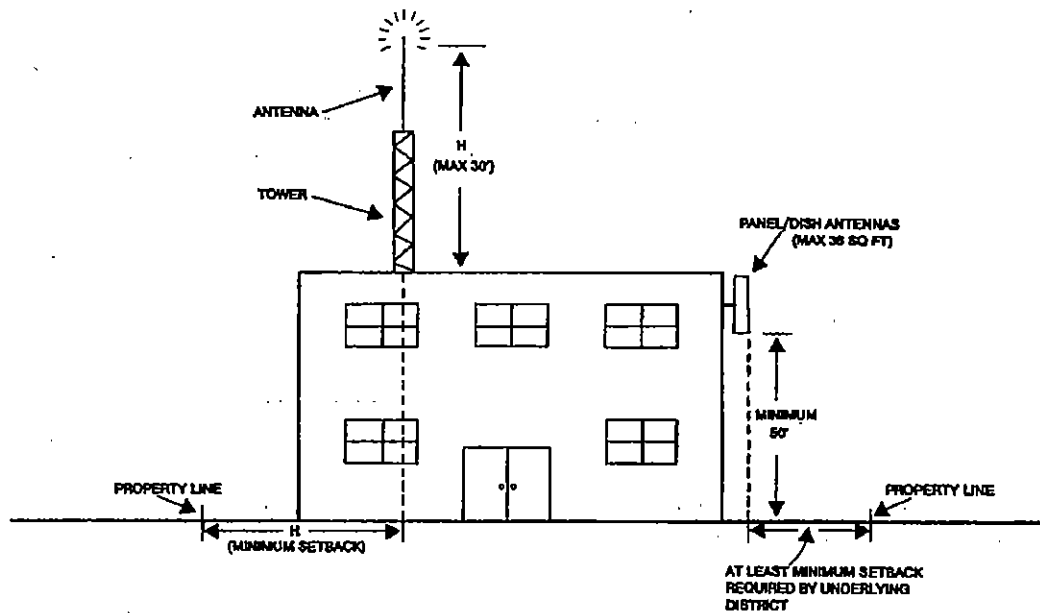 ANTENNA
H
(MAX 30')
TOWER
PANEL/DISH ANTENNAS
(MAX 36 SQ FT)
MINIMUM
50'
PROPERTY LINE
PROPERTY LINE
H
(MINIMUM SETBACK)
AT LEAST MINIMUM SETBACK
REQUIRED BY UNDERLYING
DISTRICT